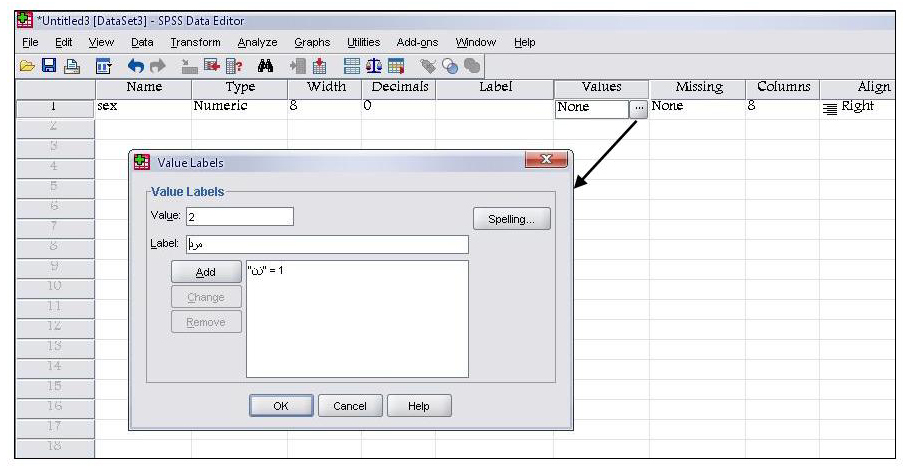 *Untitled3 [DataSet3] - SPSS Data Editor
File Edit View Data Transform Analyze Graphs Utilities Add-ons Window Help
Name Type Width Decimals Label Values Missing Columns Align
1 sex Numeric 8 0 None ... None 8 Right
2
3
4
5
6
7
8
9
10
11
12
13
14
15
16
17
18
Value Labels
Value Labels
Value: 2
Spelling...
Label: مرد
Add
1 = "زن"
Change
Remove
OK Cancel Help